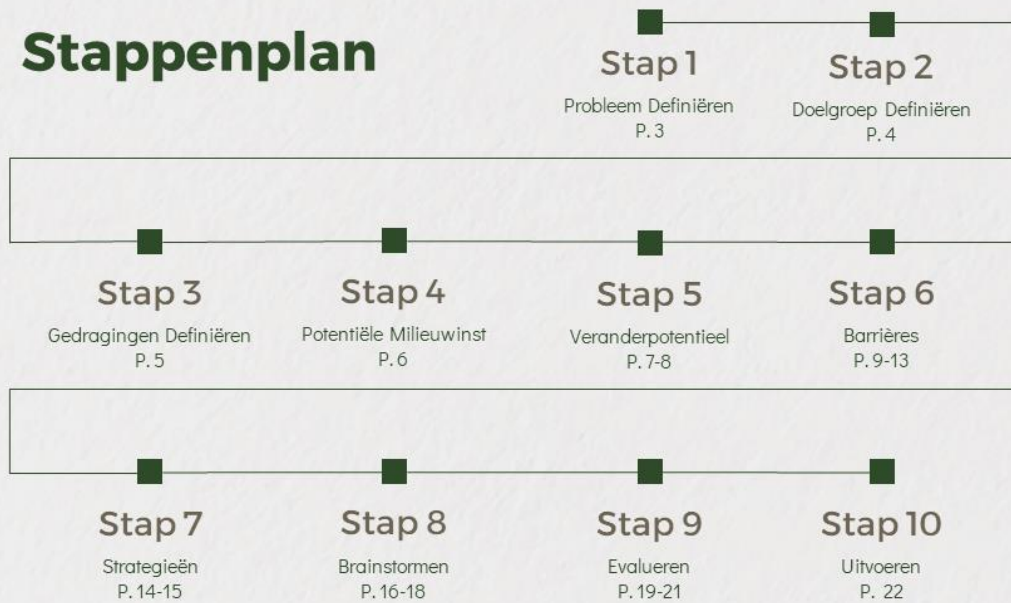 Stappenplan
Stap 1
Probleem Definiëren
P. 3
Stap 2
Doelgroep Definiëren
P. 4
Stap 3
Gedragingen Definiëren
P. 5
Stap 4
Potentiële Milieuwinst
P. 6
Stap 5
Veranderpotentieel
P. 7-8
Stap 6
Barrières
P. 9-13
Stap 7
Strategieën
P. 14-15
Stap 8
Brainstormen
P. 16-18
Stap 9
Evalueren
P. 19-21
Stap 10
Uitvoeren
P. 22